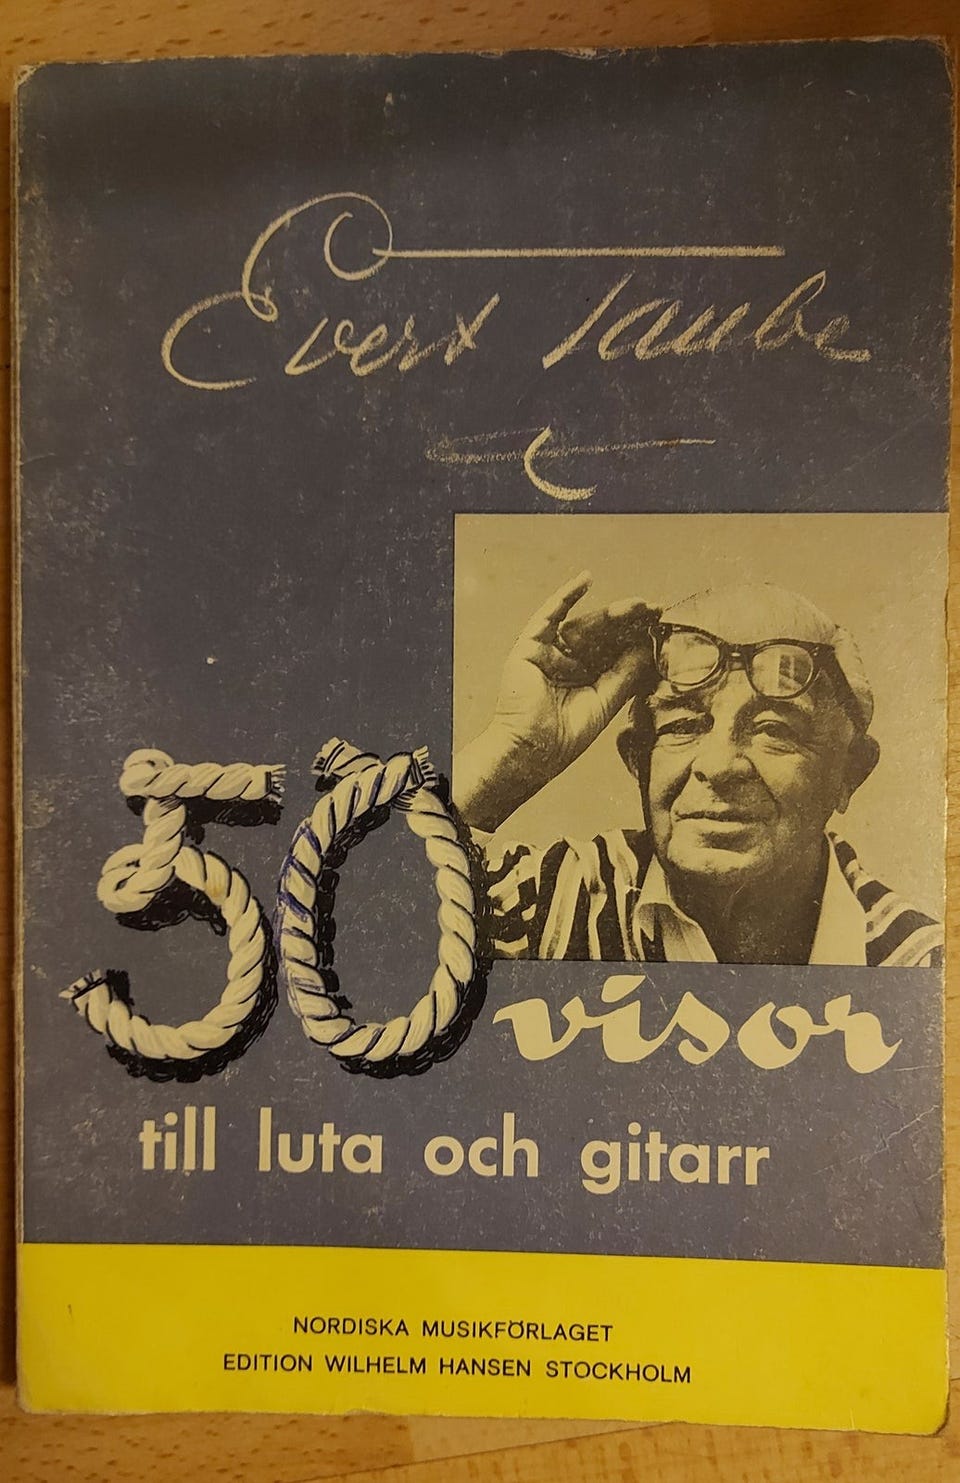 Evert Taube
50 visor
till luta och gitarr
NORDISKA MUSIKFÖRLAGET
EDITION WILHELM HANSEN STOCKHOLM